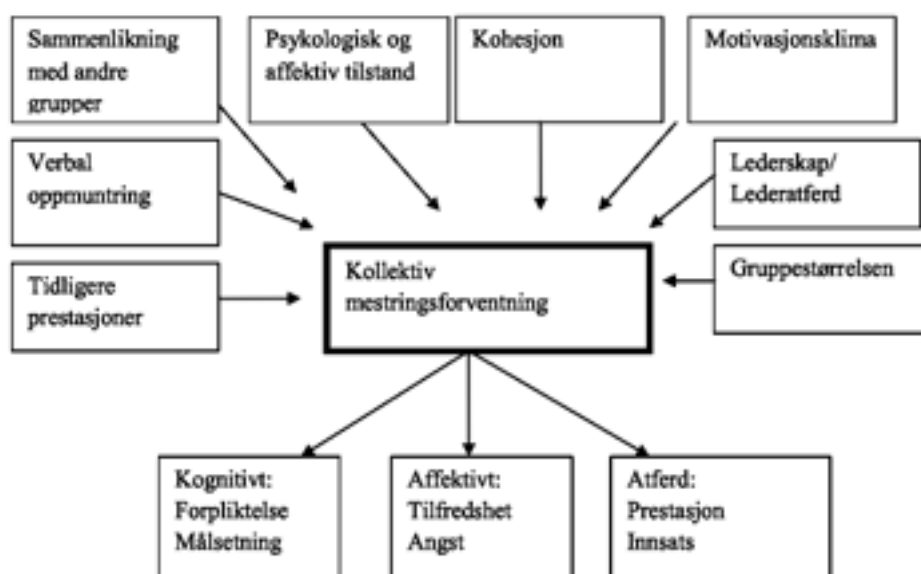 Sammenlikning
med andre
grupper
Psykologisk og
affektiv tilstand
Kohesjon
Motivasjonsklima
Verbal
oppmuntring
Lederskap/
Lederatferd
Tidligere
prestasjoner
Kollektiv
mestringsforventning
Gruppestørrelsen
Kognitivt:
Forpliktelse
Målsetning
Affektivt:
Tilfredshet
Angst
Atferd:
Prestasjon
Innsats